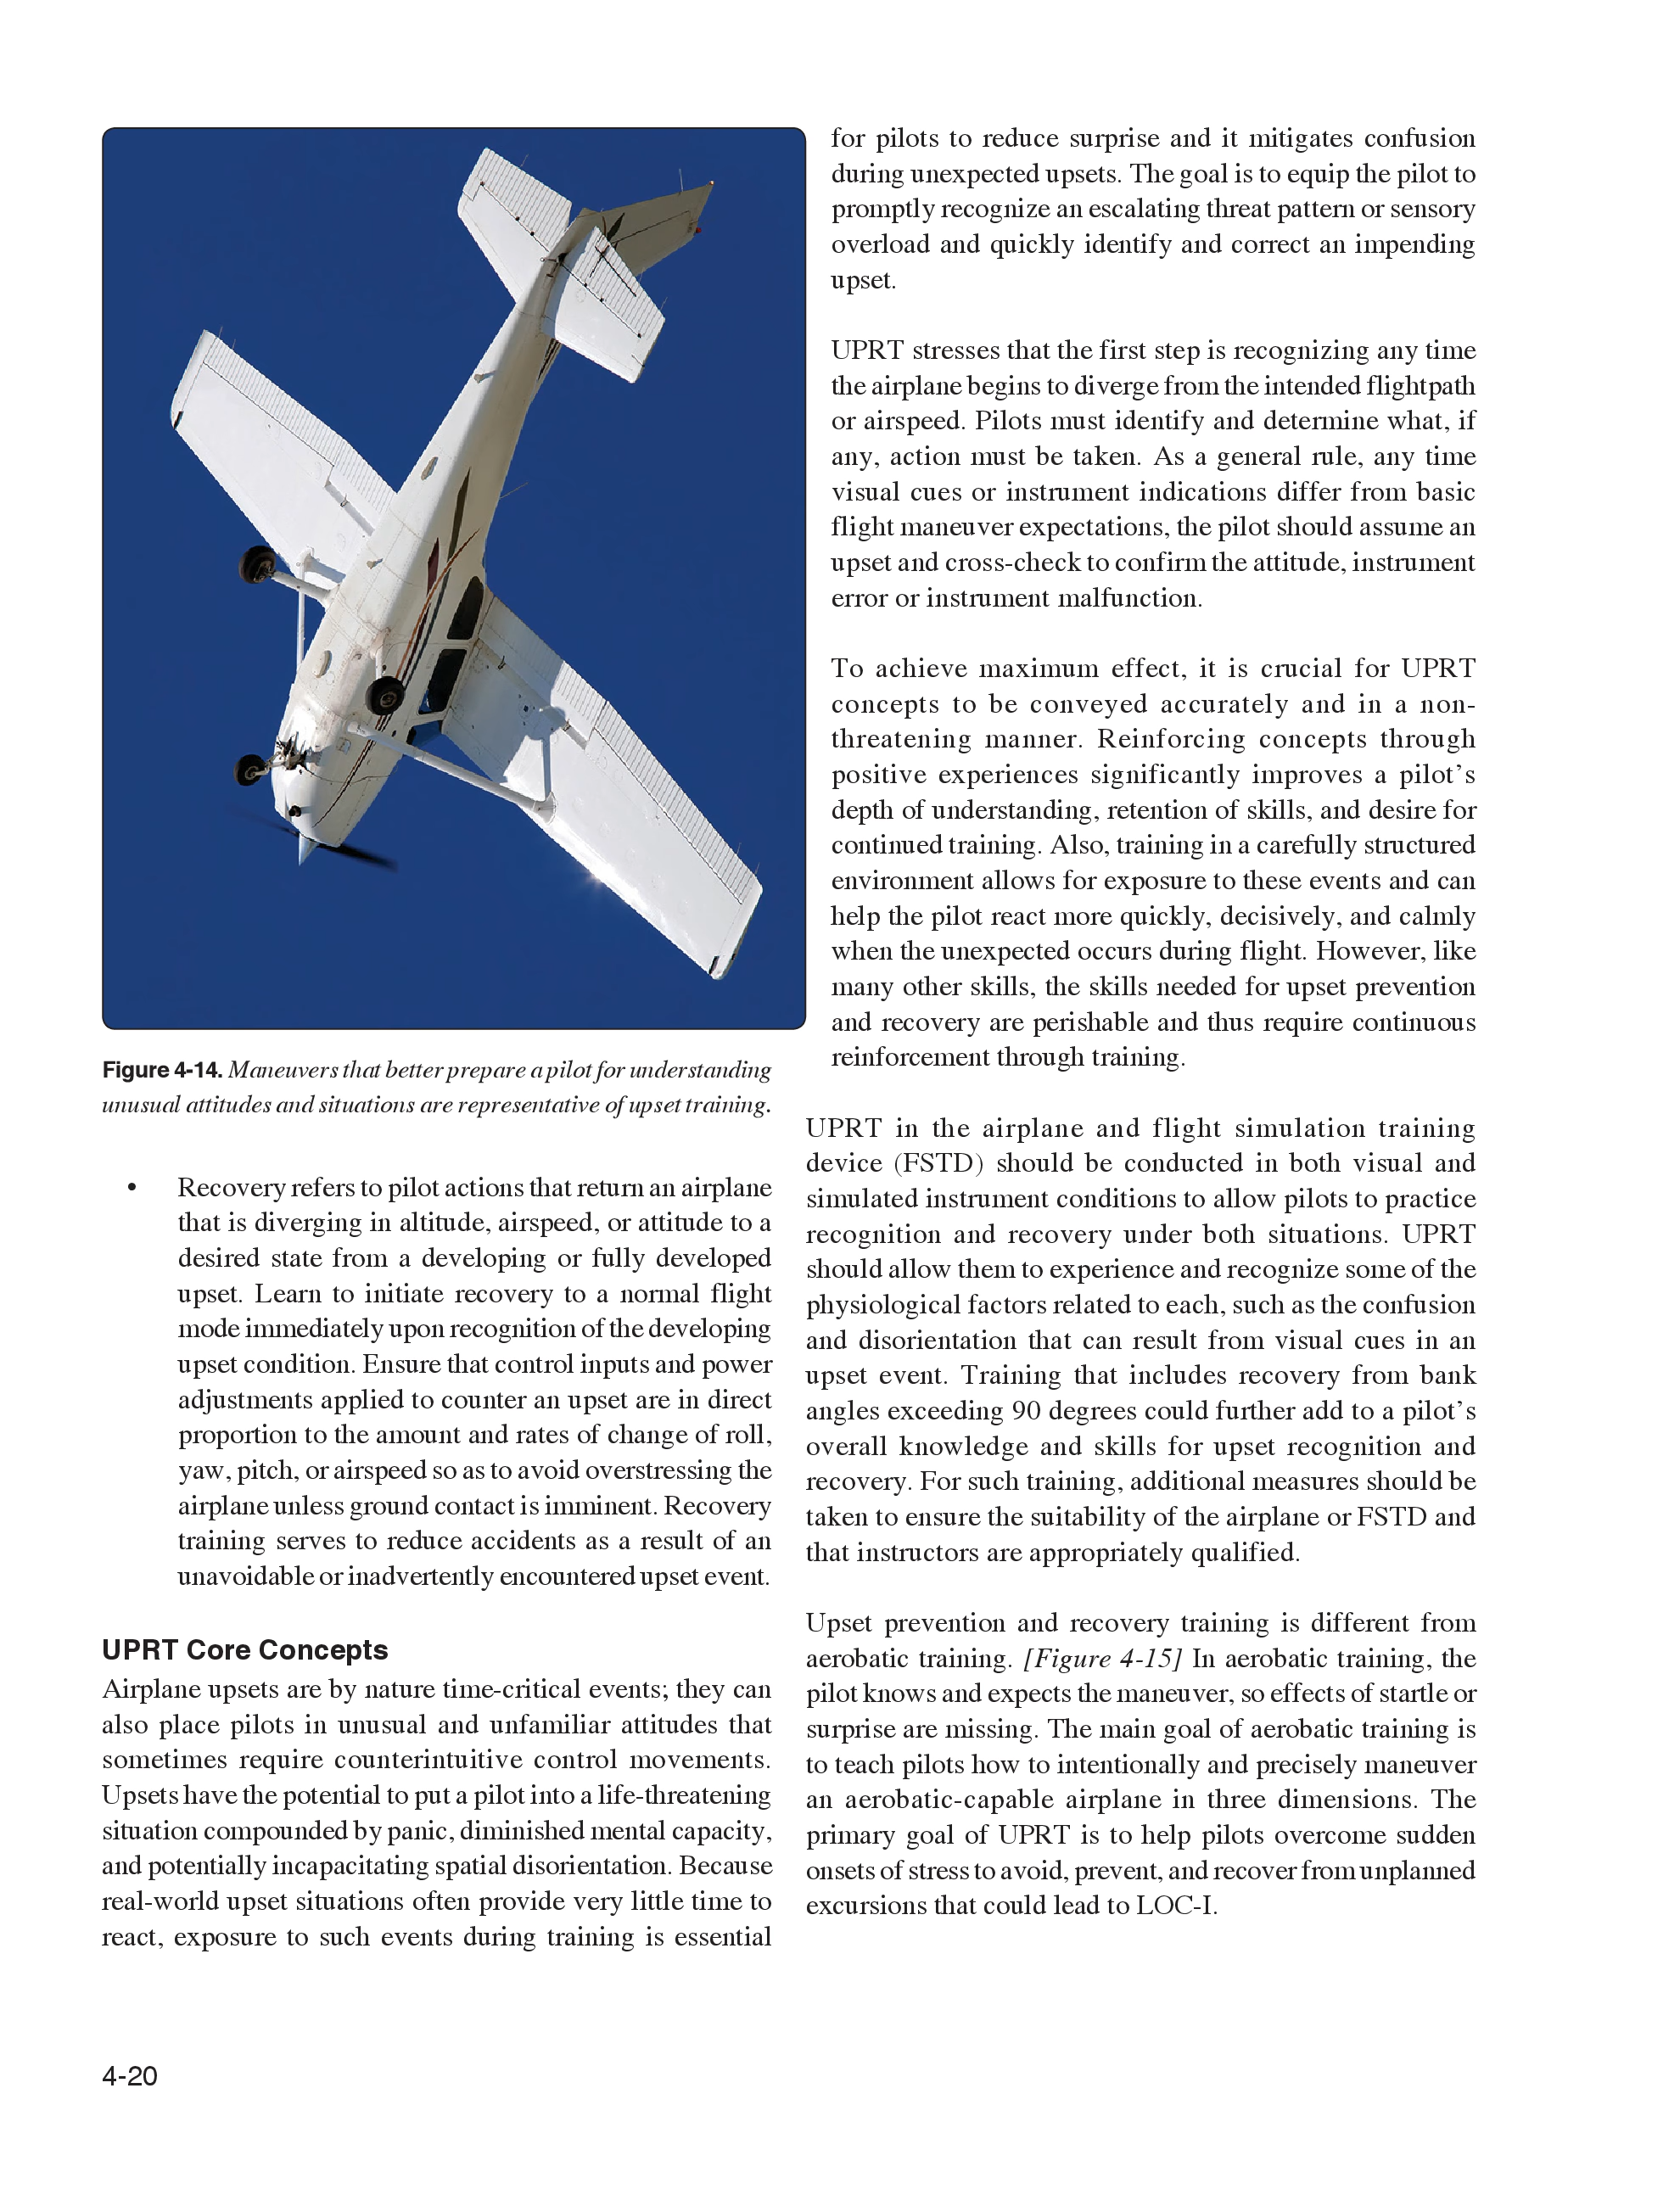 Figure 4-14. Maneuvers that better prepare a pilot for understanding
unusual attitudes and situations are representative of upset training.
• Recovery refers to pilot actions that return an airplane
that is diverging in altitude, airspeed, or attitude to a
desired state from a developing or fully developed
upset. Learn to initiate recovery to a normal flight
mode immediately upon recognition of the developing
upset condition. Ensure that control inputs and power
adjustments applied to counter an upset are in direct
proportion to the amount and rates of change of roll,
yaw, pitch, or airspeed so as to avoid overstressing the
airplane unless ground contact is imminent. Recovery
training serves to reduce accidents as a result of an
unavoidable or inadvertently encountered upset event.
UPRT Core Concepts
Airplane upsets are by nature time-critical events; they can
also place pilots in unusual and unfamiliar attitudes that
sometimes require counterintuitive control movements.
Upsets have the potential to put a pilot into a life-threatening
situation compounded by panic, diminished mental capacity,
and potentially incapacitating spatial disorientation. Because
real-world upset situations often provide very little time to
react, exposure to such events during training is essential
for pilots to reduce surprise and it mitigates confusion
during unexpected upsets. The goal is to equip the pilot to
promptly recognize an escalating threat pattern or sensory
overload and quickly identify and correct an impending
upset.
UPRT stresses that the first step is recognizing any time
the airplane begins to diverge from the intended flightpath
or airspeed. Pilots must identify and determine what, if
any, action must be taken. As a general rule, any time
visual cues or instrument indications differ from basic
flight maneuver expectations, the pilot should assume an
upset and cross-check to confirm the attitude, instrument
error or instrument malfunction.
To achieve maximum effect, it is crucial for UPRT
concepts to be conveyed accurately and in a non-
threatening manner. Reinforcing concepts through
positive experiences significantly improves a pilot’s
depth of understanding, retention of skills, and desire for
continued training. Also, training in a carefully structured
environment allows for exposure to these events and can
help the pilot react more quickly, decisively, and calmly
when the unexpected occurs during flight. However, like
many other skills, the skills needed for upset prevention
and recovery are perishable and thus require continuous
reinforcement through training.
UPRT in the airplane and flight simulation training
device (FSTD) should be conducted in both visual and
simulated instrument conditions to allow pilots to practice
recognition and recovery under both situations. UPRT
should allow them to experience and recognize some of the
physiological factors related to each, such as the confusion
and disorientation that can result from visual cues in an
upset event. Training that includes recovery from bank
angles exceeding 90 degrees could further add to a pilot’s
overall knowledge and skills for upset recognition and
recovery. For such training, additional measures should be
taken to ensure the suitability of the airplane or FSTD and
that instructors are appropriately qualified.
Upset prevention and recovery training is different from
aerobatic training. [Figure 4-15] In aerobatic training, the
pilot knows and expects the maneuver, so effects of startle or
surprise are missing. The main goal of aerobatic training is
to teach pilots how to intentionally and precisely maneuver
an aerobatic-capable airplane in three dimensions. The
primary goal of UPRT is to help pilots overcome sudden
onsets of stress to avoid, prevent, and recover from unplanned
excursions that could lead to LOC-I.
4-20